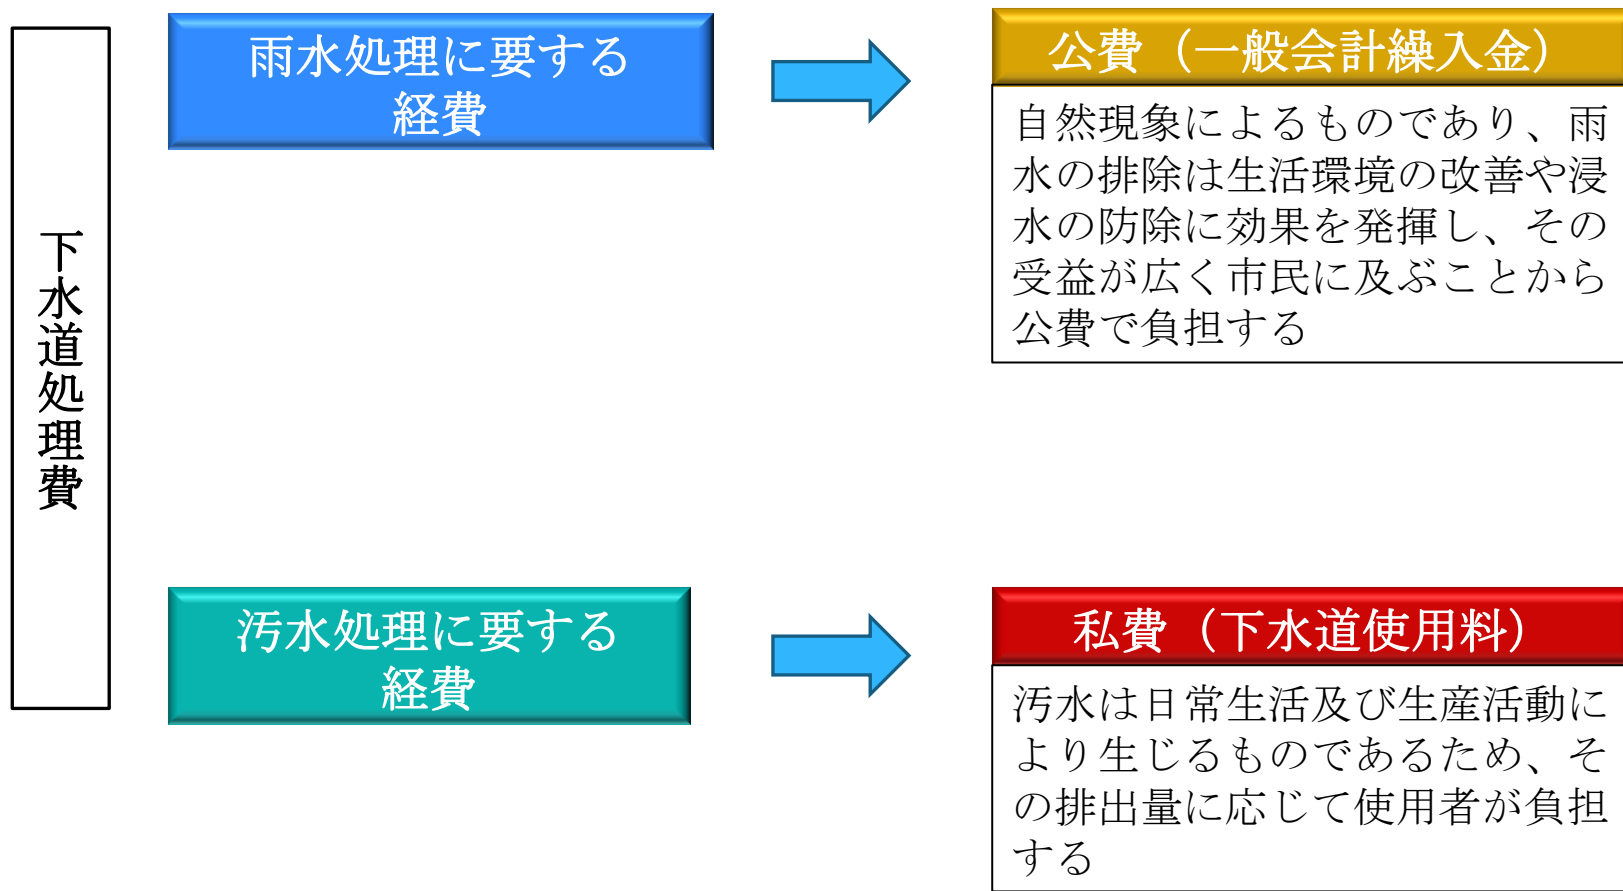 下水道処理費
雨水処理に要する
経費
公費（一般会計繰入金）
自然現象によるものであり、雨
水の排除は生活環境の改善や浸
水の防除に効果を発揮し、その
受益が広く市民に及ぶことから
公費で負担する
汚水処理に要する
経費
私費（下水道使用料）
汚水は日常生活及び生産活動に
より生じるものであるため、そ
の排出量に応じて使用者が負担
する